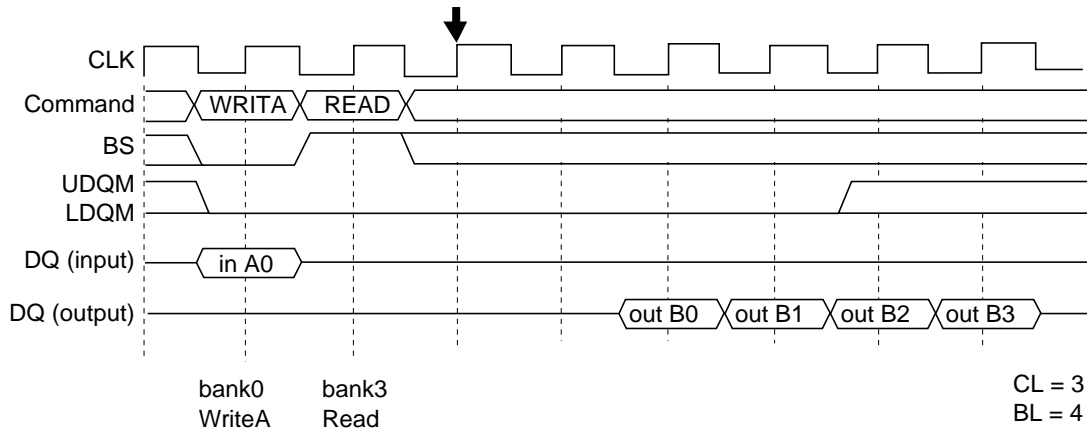 CLK
Command WRITA READ
BS
UDQM
LDQM
DQ (input) in A0
DQ (output) out B0 out B1 out B2 out B3
bank0 bank3 CL = 3
WriteA Read BL = 4